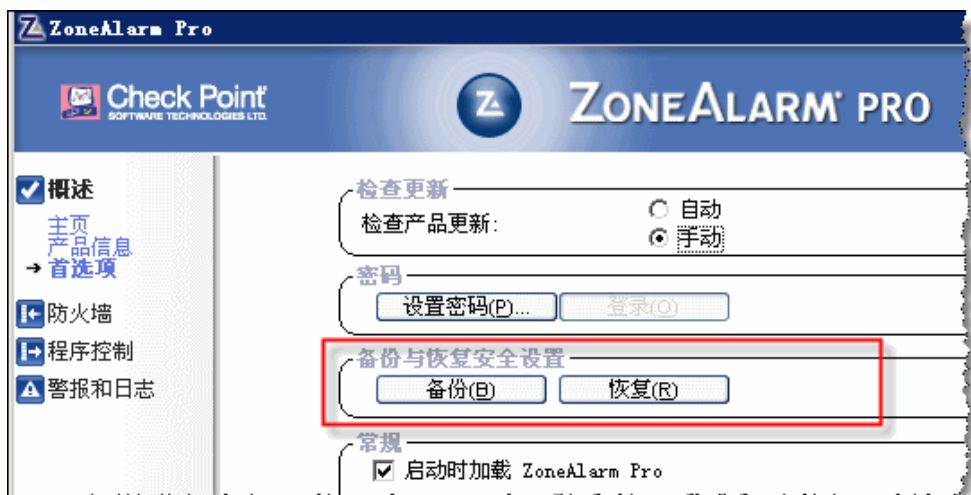 ZoneAlarm Pro
Check Point
SOFTWARE TECHNOLOGIES LTD.
ZONEALARM PRO
概述
主页
产品信息
首选项
防火墙
程序控制
警报和日志
检查更新
检查产品更新:
自动
手动
密码
设置密码(P)...
登录(O)
备份与恢复安全设置
备份(B)
恢复(R)
常规
启动时加载 ZoneAlarm Pro